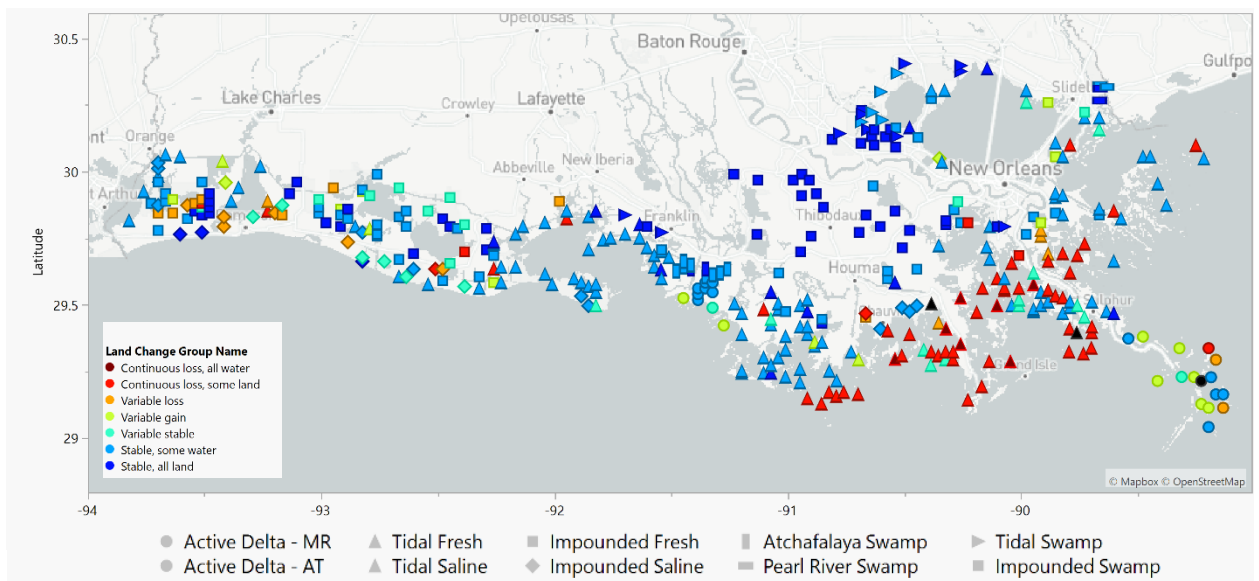 30.5
30
29.5
29
Latitude
-94
-93
-92
-91
-90
Opelousas
Baton Rouge
Gulfpo
Lake Charles
Crowley
Lafayette
Slidel
Orange
Abbeville
New Iberia
New Orleans
t Arthur
Franklin
Thibodau
Houma
Sulphur
Grand Isle
Land Change Group Name
Continuous loss, all water
Continuous loss, some land
Variable loss
Variable gain
Variable stable
Stable, some water
Stable, all land
© Mapbox © OpenStreetMap
Active Delta - MR
Tidal Fresh
Impounded Fresh
Atchafalaya Swamp
Tidal Swamp
Active Delta - AT
Tidal Saline
Impounded Saline
Pearl River Swamp
Impounded Swamp